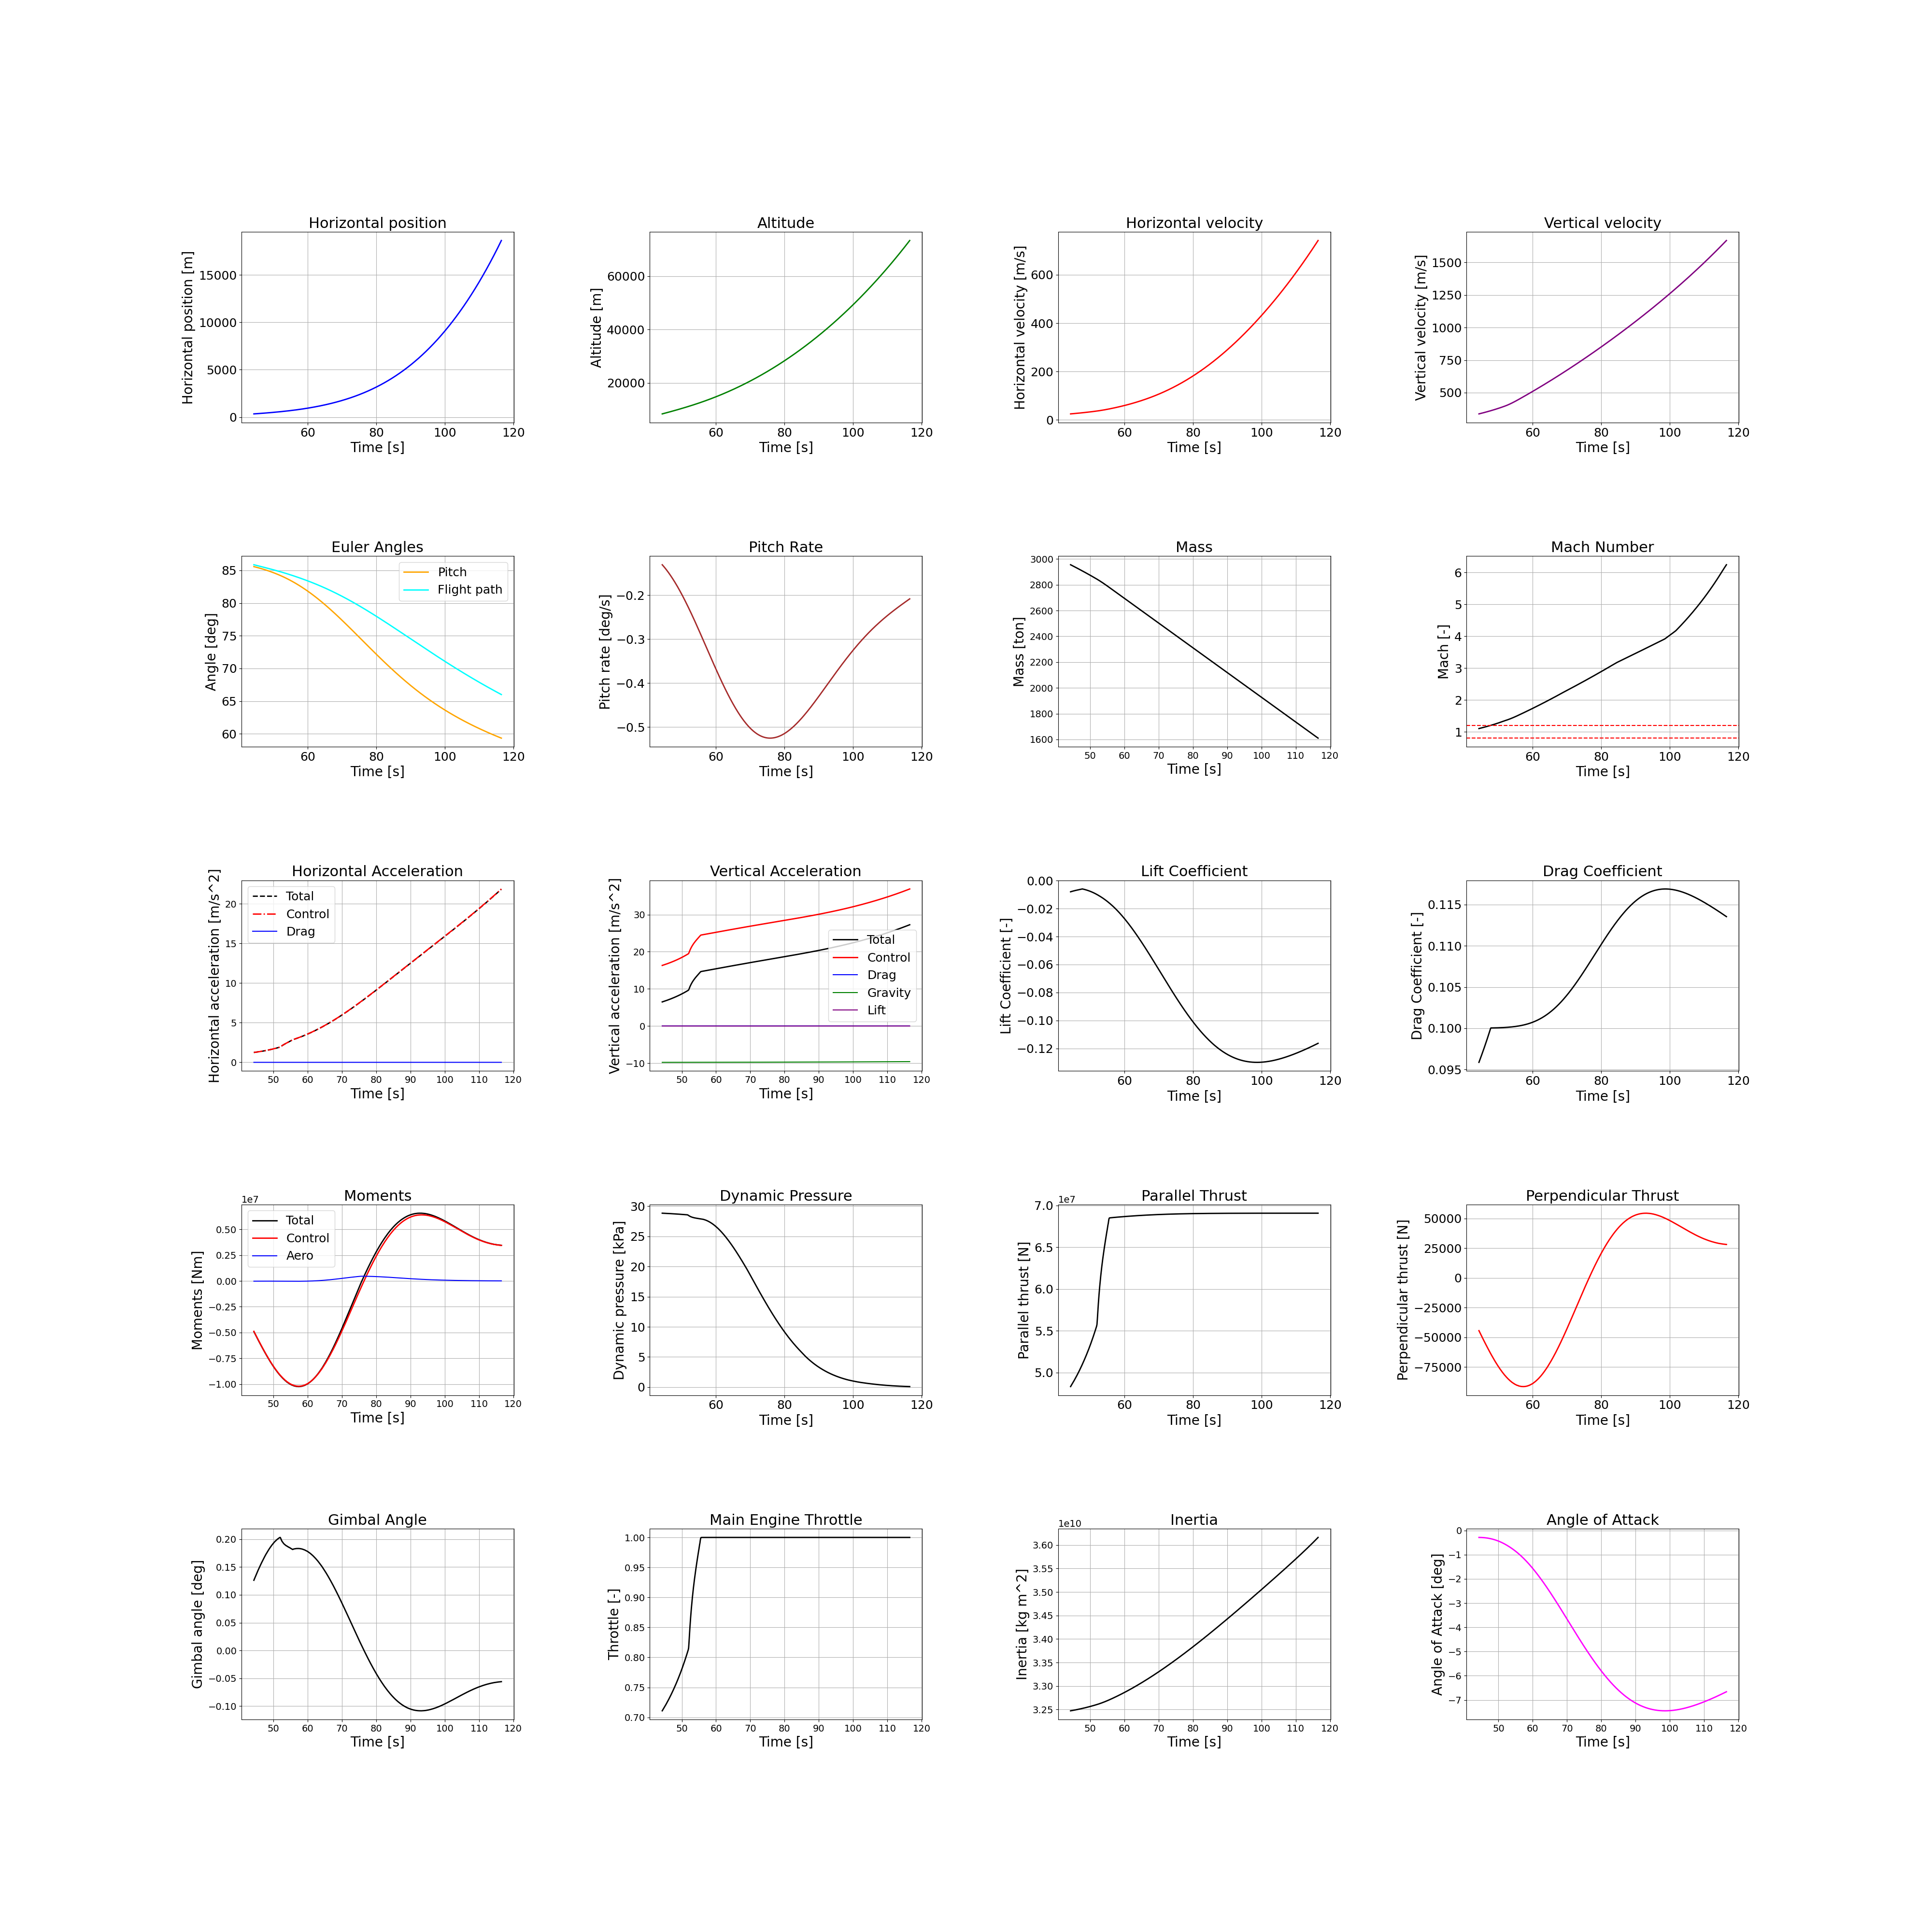 Horizontal position
Horizontal position [m]
15000
10000
5000
0
60 80 100 120
Time [s]
Altitude
Altitude [m]
60000
40000
20000
60 80 100 120
Time [s]
Horizontal velocity
Horizontal velocity [m/s]
600
400
200
0
60 80 100 120
Time [s]
Vertical velocity
Vertical velocity [m/s]
1500
1250
1000
750
500
60 80 100 120
Time [s]
Euler Angles
Angle [deg]
85
80
75
70
65
60
Pitch
Flight path
60 80 100 120
Time [s]
Pitch Rate
Pitch rate [deg/s]
−0.2
−0.3
−0.4
−0.5
60 80 100 120
Time [s]
Mass
Mass [ton]
3000
2800
2600
2400
2200
2000
1800
1600
50 60 70 80 90 100 110 120
Time [s]
Mach Number
Mach [-]
6
5
4
3
2
1
60 80 100 120
Time [s]
Horizontal Acceleration
Horizontal acceleration [m/s^2]
20
15
10
5
0
Total
Control
Drag
50 60 70 80 90 100 110 120
Time [s]
Vertical Acceleration
Vertical acceleration [m/s^2]
30
20
10
0
−10
Total
Control
Drag
Gravity
Lift
50 60 70 80 90 100 110 120
Time [s]
Lift Coefficient
Lift Coefficient [-]
0.00
−0.02
−0.04
−0.06
−0.08
−0.10
−0.12
60 80 100 120
Time [s]
Drag Coefficient
Drag Coefficient [-]
0.115
0.110
0.105
0.100
0.095
60 80 100 120
Time [s]
Moments
1e7
Moments [Nm]
0.50
0.25
0.00
−0.25
−0.50
−0.75
−1.00
Total
Control
Aero
50 60 70 80 90 100 110 120
Time [s]
Dynamic Pressure
Dynamic pressure [kPa]
30
25
20
15
10
5
0
60 80 100 120
Time [s]
Parallel Thrust
1e7
Parallel thrust [N]
7.0
6.5
6.0
5.5
5.0
60 80 100 120
Time [s]
Perpendicular Thrust
Perpendicular thrust [N]
50000
25000
0
−25000
−50000
−75000
60 80 100 120
Time [s]
Gimbal Angle
Gimbal angle [deg]
0.20
0.15
0.10
0.05
0.00
−0.05
−0.10
50 60 70 80 90 100 110 120
Time [s]
Main Engine Throttle
Throttle [-]
1.00
0.95
0.90
0.85
0.80
0.75
0.70
50 60 70 80 90 100 110 120
Time [s]
Inertia
1e10
Inertia [kg m^2]
3.60
3.55
3.50
3.45
3.40
3.35
3.30
3.25
50 60 70 80 90 100 110 120
Time [s]
Angle of Attack
Angle of Attack [deg]
0
−1
−2
−3
−4
−5
−6
−7
50 60 70 80 90 100 110 120
Time [s]